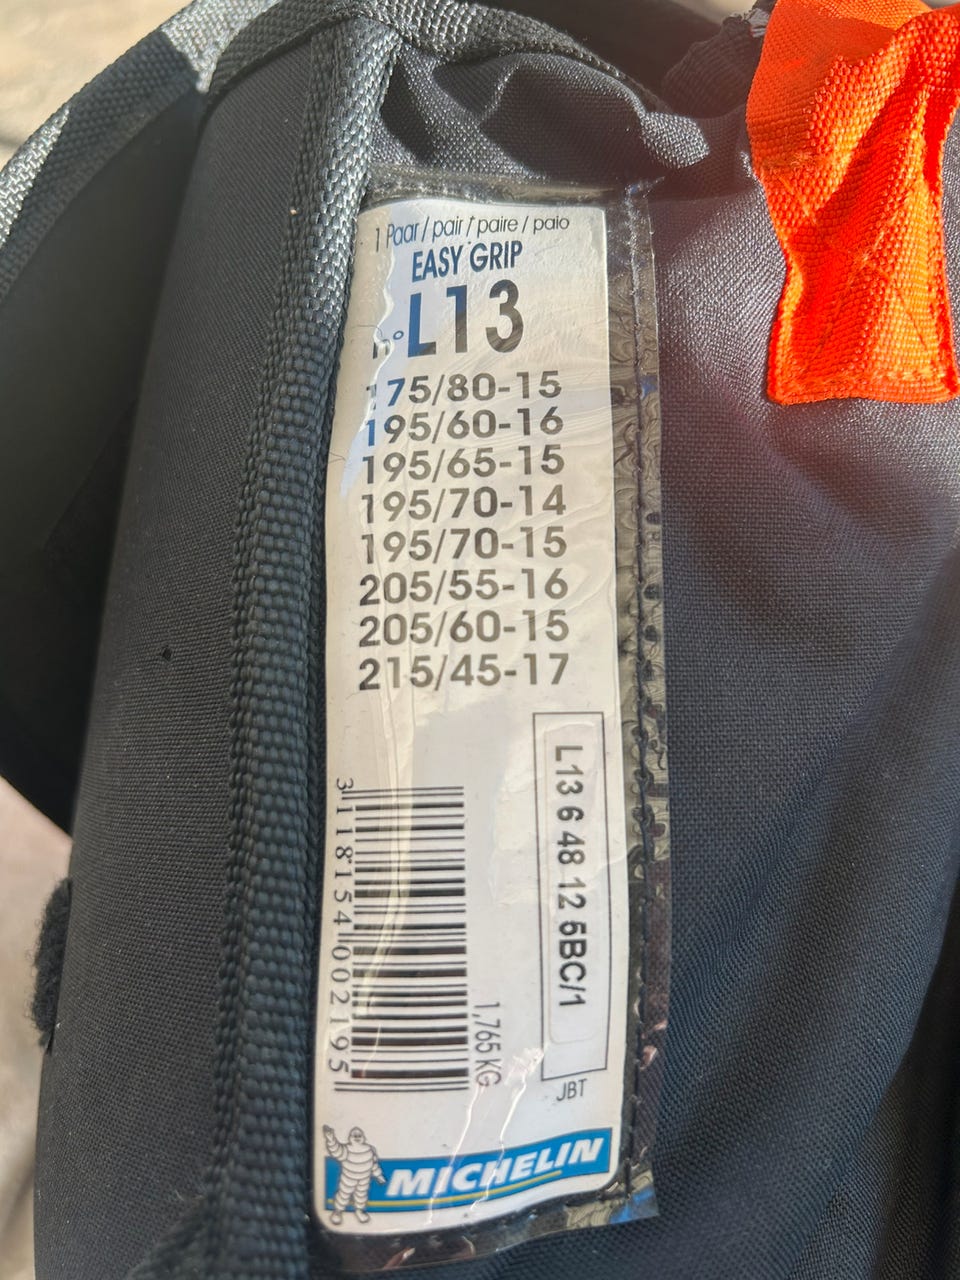 1 Paar / pair / paire / paio
EASY GRIP
n° L13
175/80-15
195/60-16
195/65-15
195/70-14
195/70-15
205/55-16
205/60-15
215/45-17
L13 6 48 12 5BC/1
3 118154 002195
1,765 KG
JBT
MICHELIN